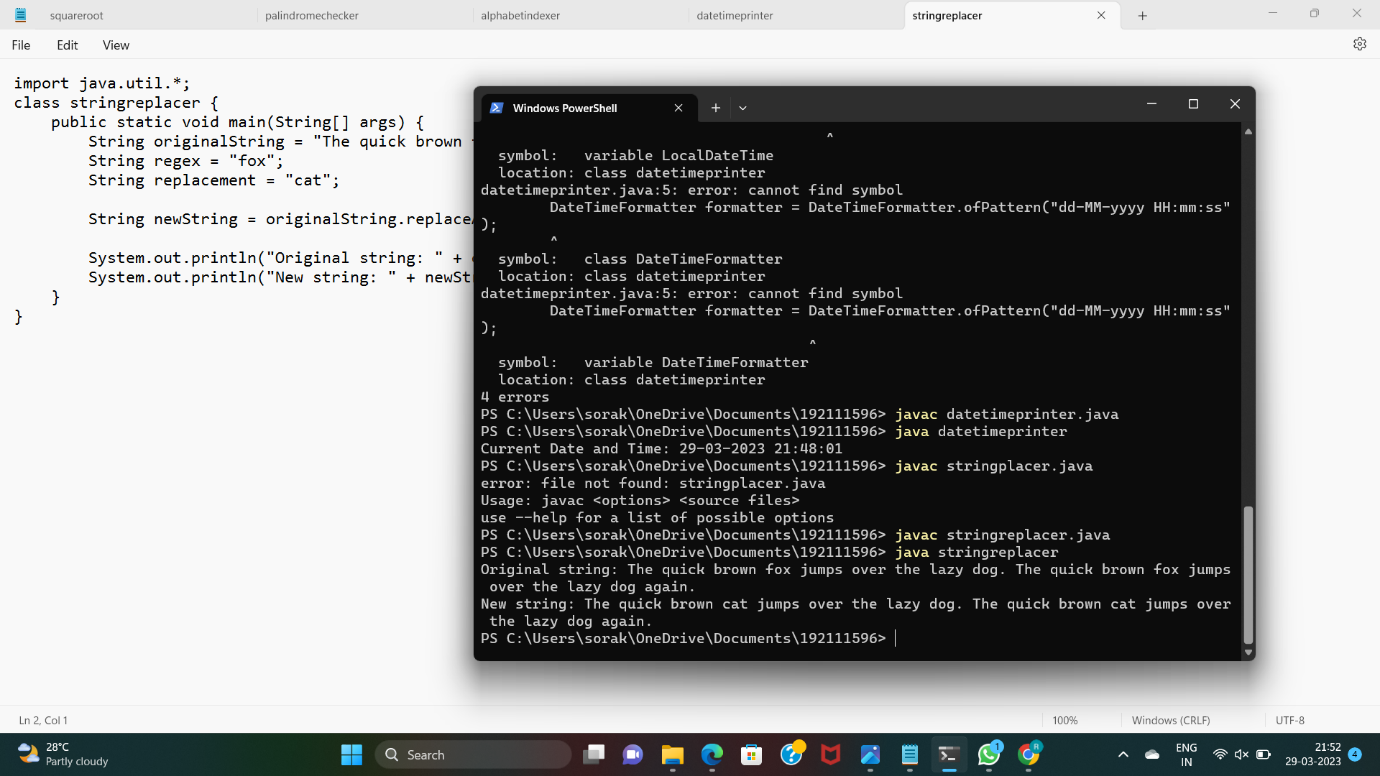 squareroot
palindromechecker
alphabetindexer
datetimeprinter
stringreplacer
File Edit View
import java.util.*;
class stringreplacer {
    public static void main(String[] args) {
        String originalString = "The quick brown
        String regex = "fox";
        String replacement = "cat";
        String newString = originalString.replace
        System.out.println("Original string: " +
        System.out.println("New string: " + newSt
    }
}
Windows PowerShell
^
  symbol:   variable LocalDateTime
  location: class datetimeprinter
datetimeprinter.java:5: error: cannot find symbol
        DateTimeFormatter formatter = DateTimeFormatter.ofPattern("dd-MM-yyyy HH:mm:ss"
);
        ^
  symbol:   class DateTimeFormatter
  location: class datetimeprinter
datetimeprinter.java:5: error: cannot find symbol
        DateTimeFormatter formatter = DateTimeFormatter.ofPattern("dd-MM-yyyy HH:mm:ss"
);
                                      ^
  symbol:   variable DateTimeFormatter
  location: class datetimeprinter
4 errors
PS C:\Users\sorak\OneDrive\Documents\192111596> javac datetimeprinter.java
PS C:\Users\sorak\OneDrive\Documents\192111596> java datetimeprinter
Current Date and Time: 29-03-2023 21:48:01
PS C:\Users\sorak\OneDrive\Documents\192111596> javac stringplacer.java
error: file not found: stringplacer.java
Usage: javac <options> <source files>
use --help for a list of possible options
PS C:\Users\sorak\OneDrive\Documents\192111596> javac stringreplacer.java
PS C:\Users\sorak\OneDrive\Documents\192111596> java stringreplacer
Original string: The quick brown fox jumps over the lazy dog. The quick brown fox jumps
 over the lazy dog again.
New string: The quick brown cat jumps over the lazy dog. The quick brown cat jumps over
 the lazy dog again.
PS C:\Users\sorak\OneDrive\Documents\192111596>
Ln 2, Col 1
100%
Windows (CRLF)
UTF-8
28°C
Partly cloudy
Search
1
R
ENG
IN
21:52
29-03-2023
4